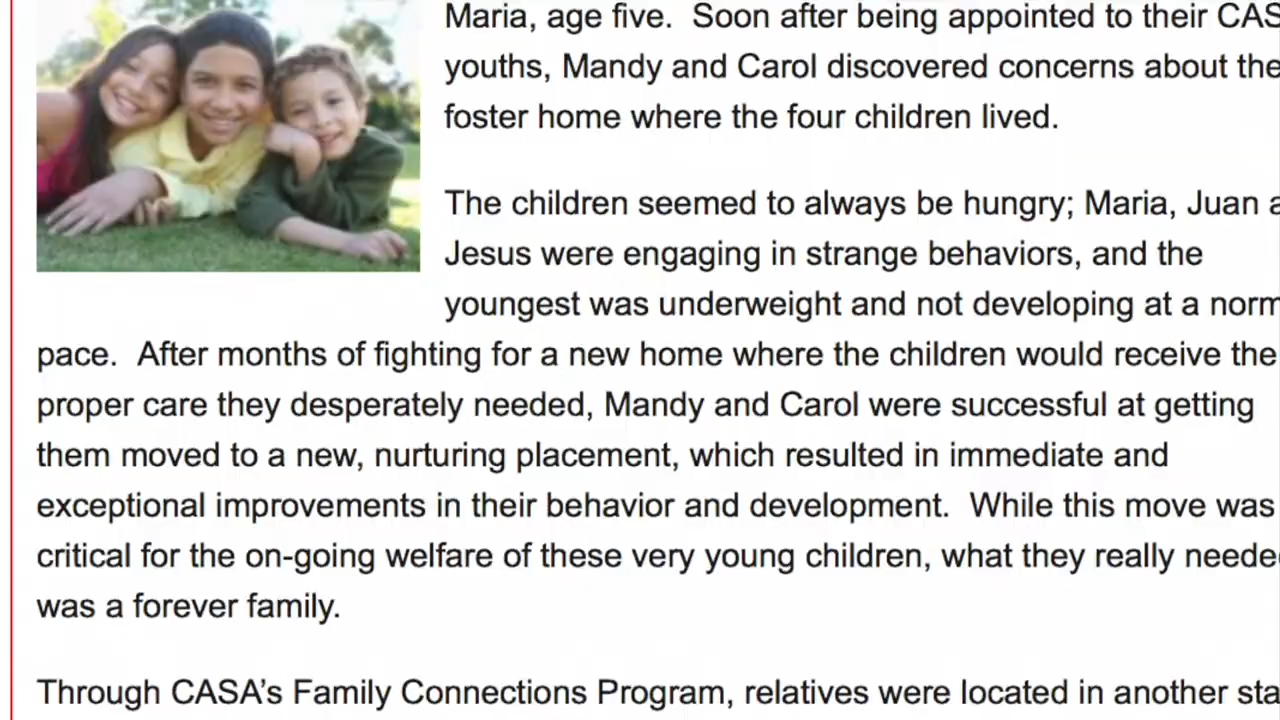 Maria, age five.  Soon after being appointed to their CAS
youths, Mandy and Carol discovered concerns about the
foster home where the four children lived.
The children seemed to always be hungry; Maria, Juan a
Jesus were engaging in strange behaviors, and the
youngest was underweight and not developing at a norm
pace.  After months of fighting for a new home where the children would receive the
proper care they desperately needed, Mandy and Carol were successful at getting
them moved to a new, nurturing placement, which resulted in immediate and
exceptional improvements in their behavior and development.  While this move was
critical for the on-going welfare of these very young children, what they really neede
was a forever family.
Through CASA’s Family Connections Program, relatives were located in another sta